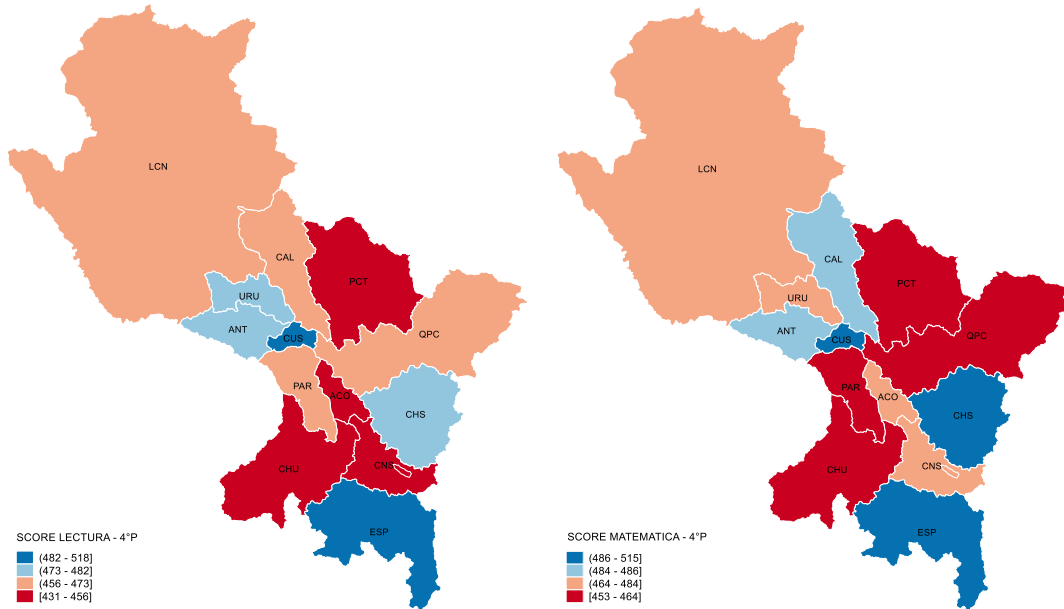 LCN
CAL
PCT
URU
ANT
CUS
QPC
PAR
ACO
CHS
CHU
CNS
ESP
SCORE LECTURA - 4°P
(482 - 518]
(473 - 482]
(456 - 473]
[431 - 456]
LCN
CAL
PCT
URU
ANT
CUS
QPC
PAR
ACO
CHS
CHU
CNS
ESP
SCORE MATEMATICA - 4°P
(486 - 515]
(484 - 486]
(464 - 484]
[453 - 464]